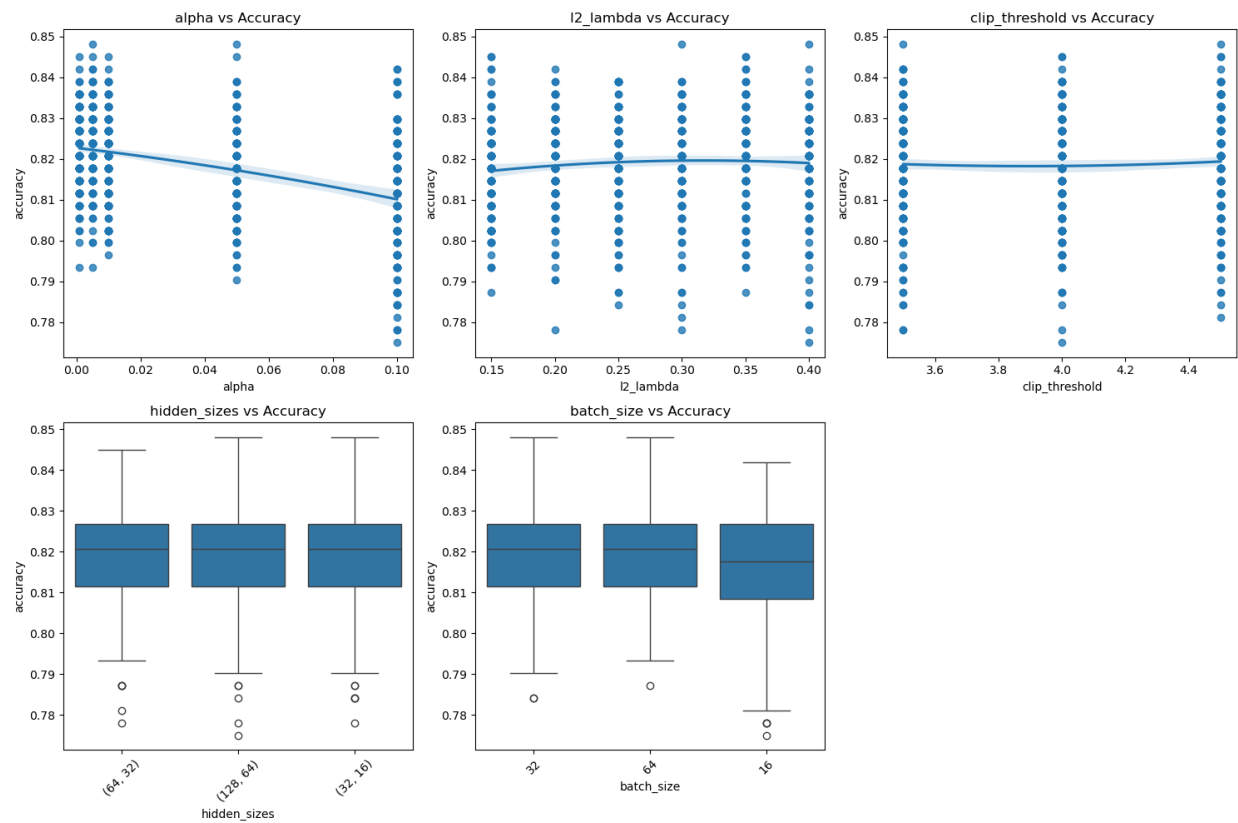 alpha vs Accuracy
accuracy
0.85
0.84
0.83
0.82
0.81
0.80
0.79
0.78
0.00 0.02 0.04 0.06 0.08 0.10
alpha
l2_lambda vs Accuracy
accuracy
0.85
0.84
0.83
0.82
0.81
0.80
0.79
0.78
0.15 0.20 0.25 0.30 0.35 0.40
l2_lambda
clip_threshold vs Accuracy
accuracy
0.85
0.84
0.83
0.82
0.81
0.80
0.79
0.78
3.6 3.8 4.0 4.2 4.4
clip_threshold
hidden_sizes vs Accuracy
accuracy
0.85
0.84
0.83
0.82
0.81
0.80
0.79
0.78
(64, 32) (128, 64) (32, 16)
hidden_sizes
batch_size vs Accuracy
accuracy
0.85
0.84
0.83
0.82
0.81
0.80
0.79
0.78
32 64 16
batch_size